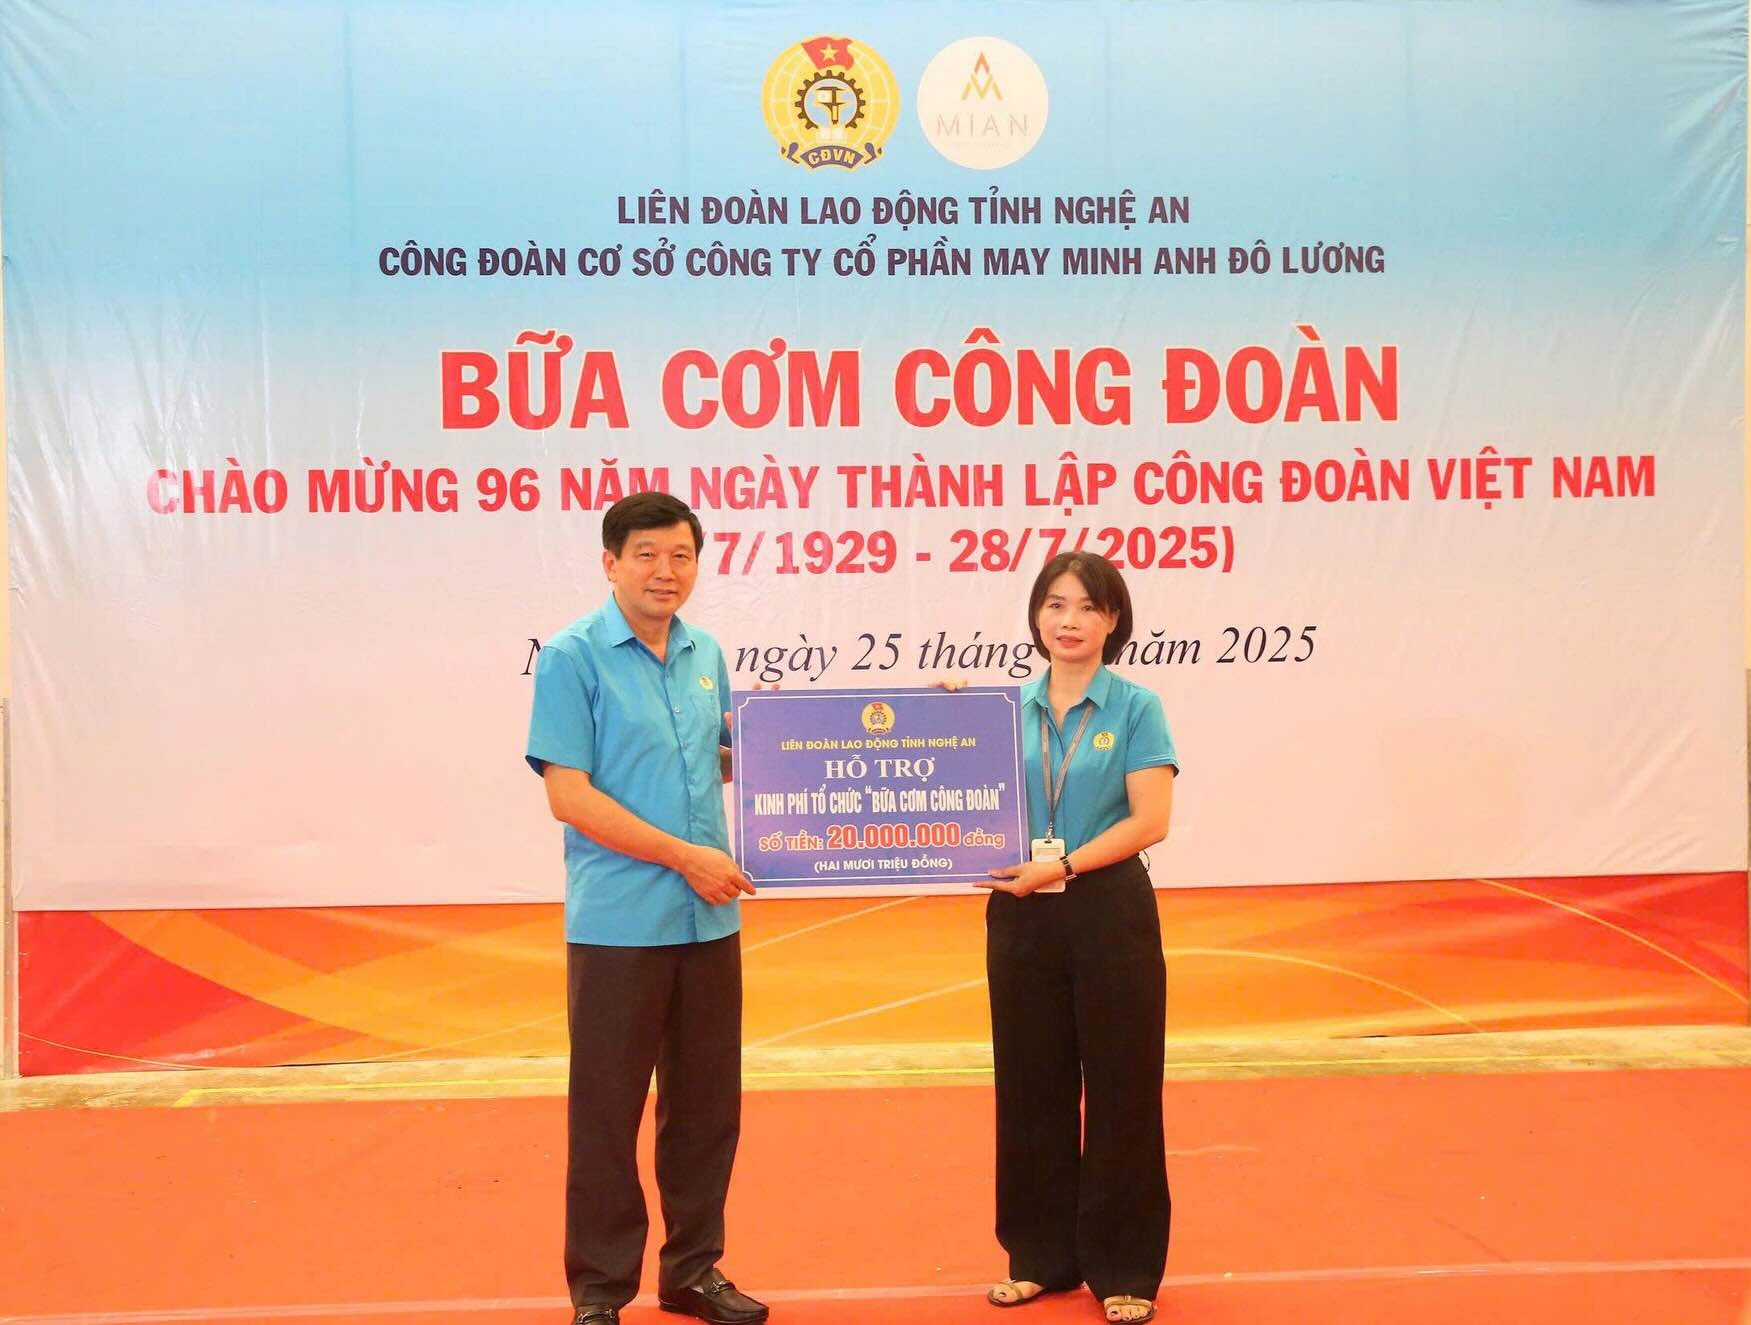 CĐVN
MIAN
LIÊN ĐOÀN LAO ĐỘNG TỈNH NGHỆ AN
CÔNG ĐOÀN CƠ SỞ CÔNG TY CỔ PHẦN MAY MINH ANH ĐÔ LƯƠNG
BỮA CƠM CÔNG ĐOÀN
CHÀO MỪNG 96 NĂM NGÀY THÀNH LẬP CÔNG ĐOÀN VIỆT NAM
/7/1929 - 28/7/2025)
ngày 25 tháng năm 2025
LIÊN ĐOÀN LAO ĐỘNG TỈNH NGHỆ AN
HỖ TRỢ
KINH PHÍ TỔ CHỨC "BỮA CƠM CÔNG ĐOÀN"
SỐ TIỀN: 20.000.000 đồng
(HAI MƯƠI TRIỆU ĐỒNG)